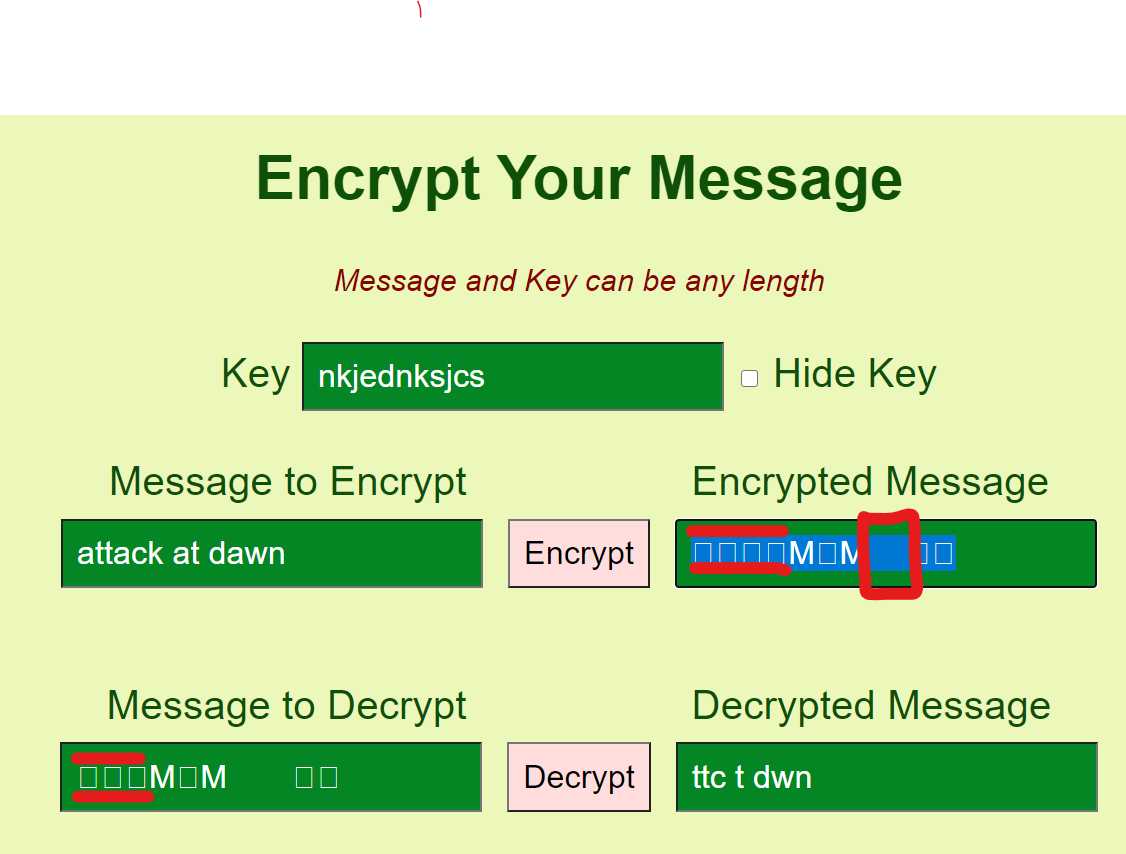 Encrypt Your Message
Message and Key can be any length
Key nkjednksjcs Hide Key
Message to Encrypt Encrypted Message
attack at dawn Encrypt □□□□M□M □□
Message to Decrypt Decrypted Message
□□□M□M □□ Decrypt ttc t dwn